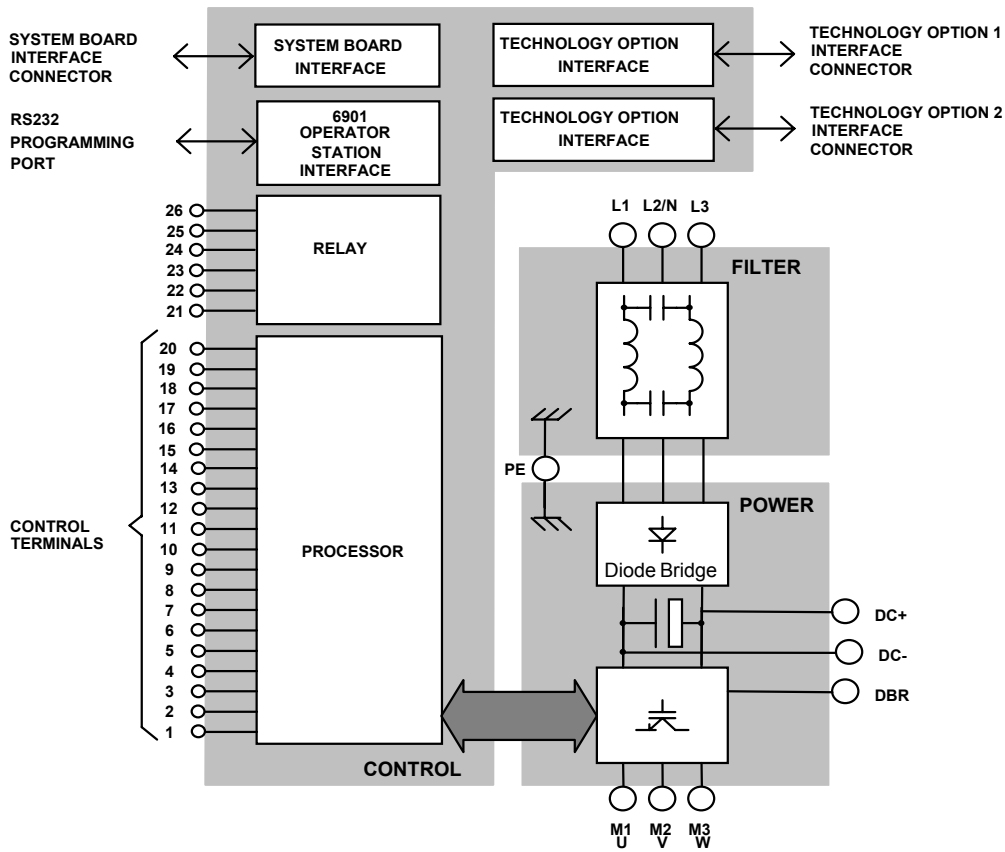 SYSTEM BOARD
INTERFACE
CONNECTOR
SYSTEM BOARD
INTERFACE
TECHNOLOGY OPTION
INTERFACE
TECHNOLOGY OPTION 1
INTERFACE
CONNECTOR
RS232
PROGRAMMING
PORT
6901
OPERATOR
STATION
INTERFACE
TECHNOLOGY OPTION
INTERFACE
TECHNOLOGY OPTION 2
INTERFACE
CONNECTOR
26
25
24
23
22
21
RELAY
L1 L2/N L3
FILTER
20
19
18
17
16
15
14
13
12
11
10
9
8
7
6
5
4
3
2
1
CONTROL
TERMINALS
PROCESSOR
CONTROL
PE
POWER
Diode Bridge
DC+
DC-
DBR
M1 M2 M3
U V W